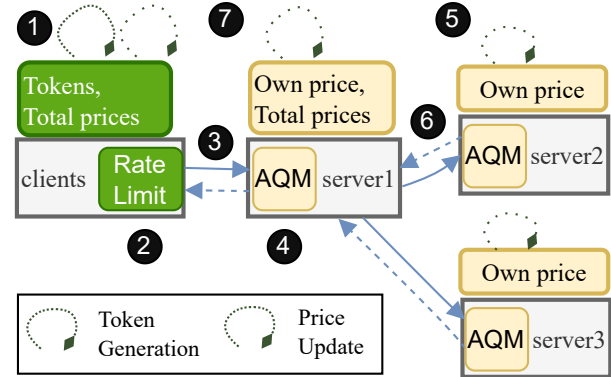 1
7
5
Tokens,
Total prices
Own price,
Total prices
Own price
3
6
clients
Rate
Limit
AQM
server1
AQM
server2
2
4
Own price
AQM
server3
Token
Generation
Price
Update